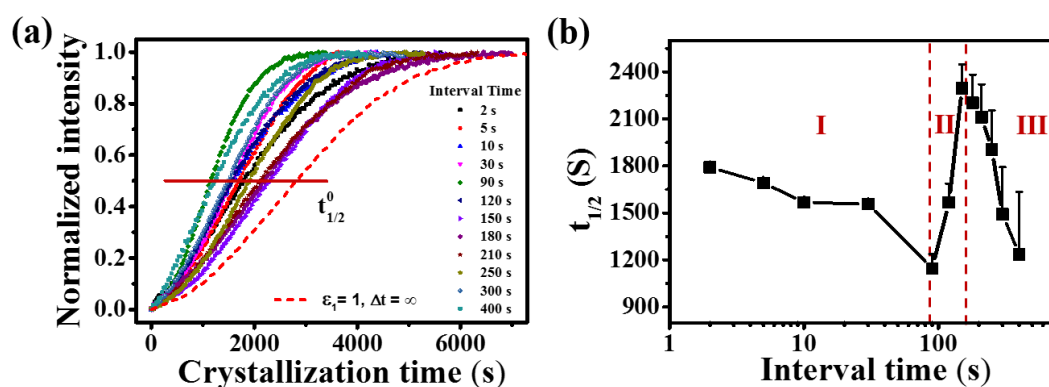 (a)
Normalized intensity
1.0
0.8
0.6
0.4
0.2
0.0
Interval Time
2 s
5 s
10 s
30 s
90 s
120 s
150 s
180 s
210 s
250 s
300 s
400 s
t⁰1/2
ε1 = 1, Δt = ∞
0 2000 4000 6000
Crystallization time (s)
(b)
t1/2 (S)
2400
2100
1800
1500
1200
900
I II III
1 10 100
Interval time (s)